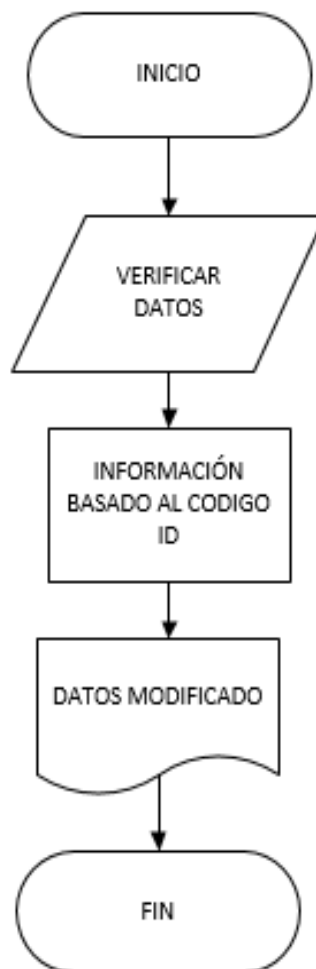 INICIO
VERIFICAR
DATOS
INFORMACIÓN
BASADO AL CODIGO
ID
DATOS MODIFICADO
FIN